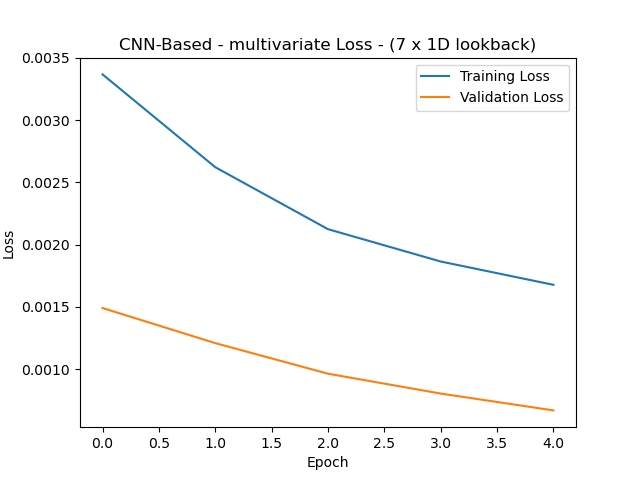 CNN-Based - multivariate Loss - (7 x 1D lookback)
0.0035
0.0030
0.0025
0.0020
0.0015
0.0010
Loss
Training Loss
Validation Loss
0.0 0.5 1.0 1.5 2.0 2.5 3.0 3.5 4.0
Epoch